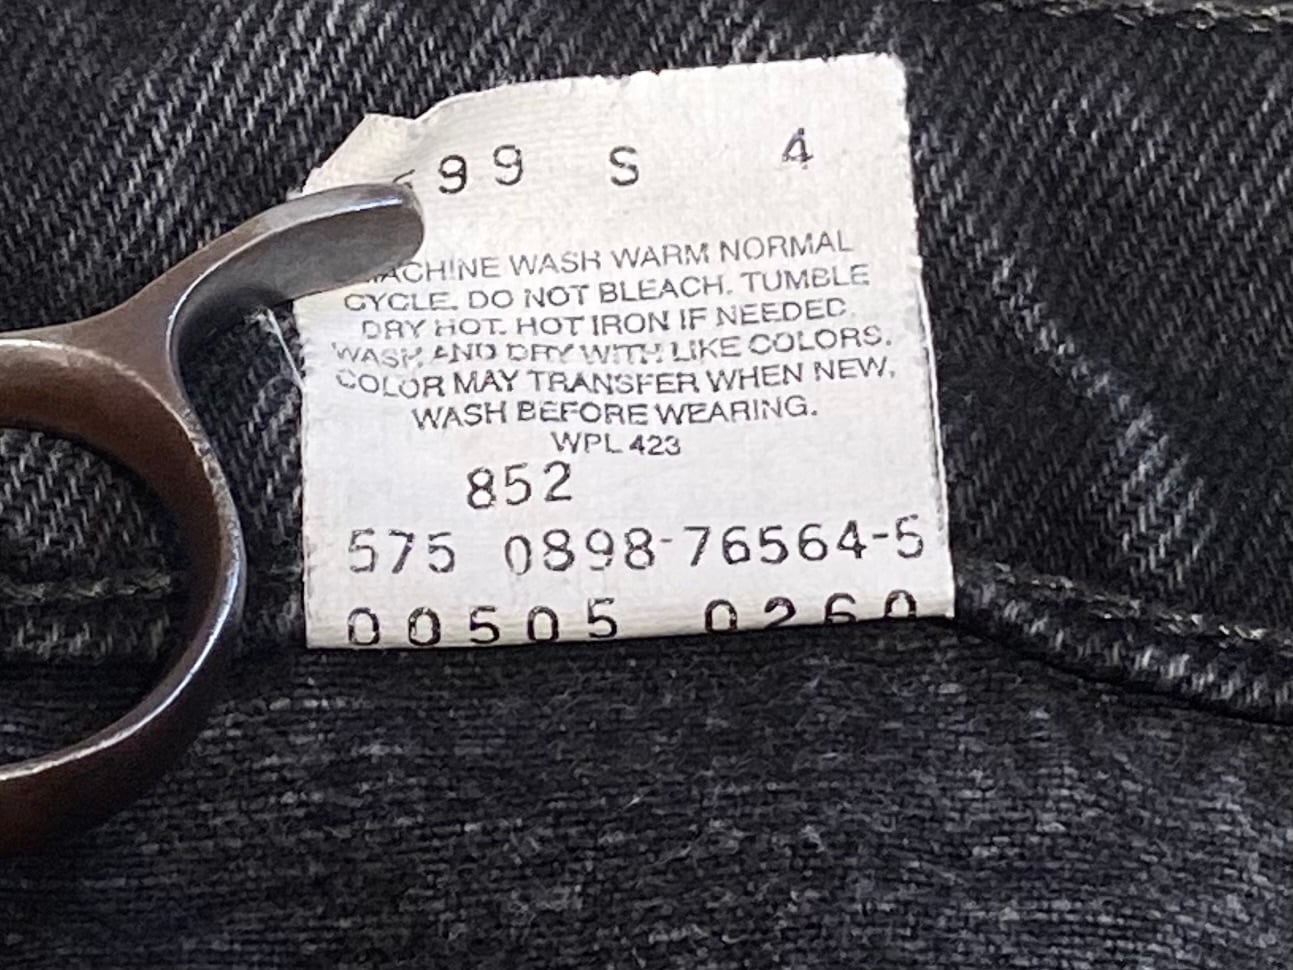 99 S 4
MACHINE WASH WARM NORMAL
CYCLE. DO NOT BLEACH. TUMBLE
DRY HOT. HOT IRON IF NEEDED.
WASH AND DRY WITH LIKE COLORS.
COLOR MAY TRANSFER WHEN NEW,
WASH BEFORE WEARING.
WPL 423
852
575 0898-76564-5
00505 0260